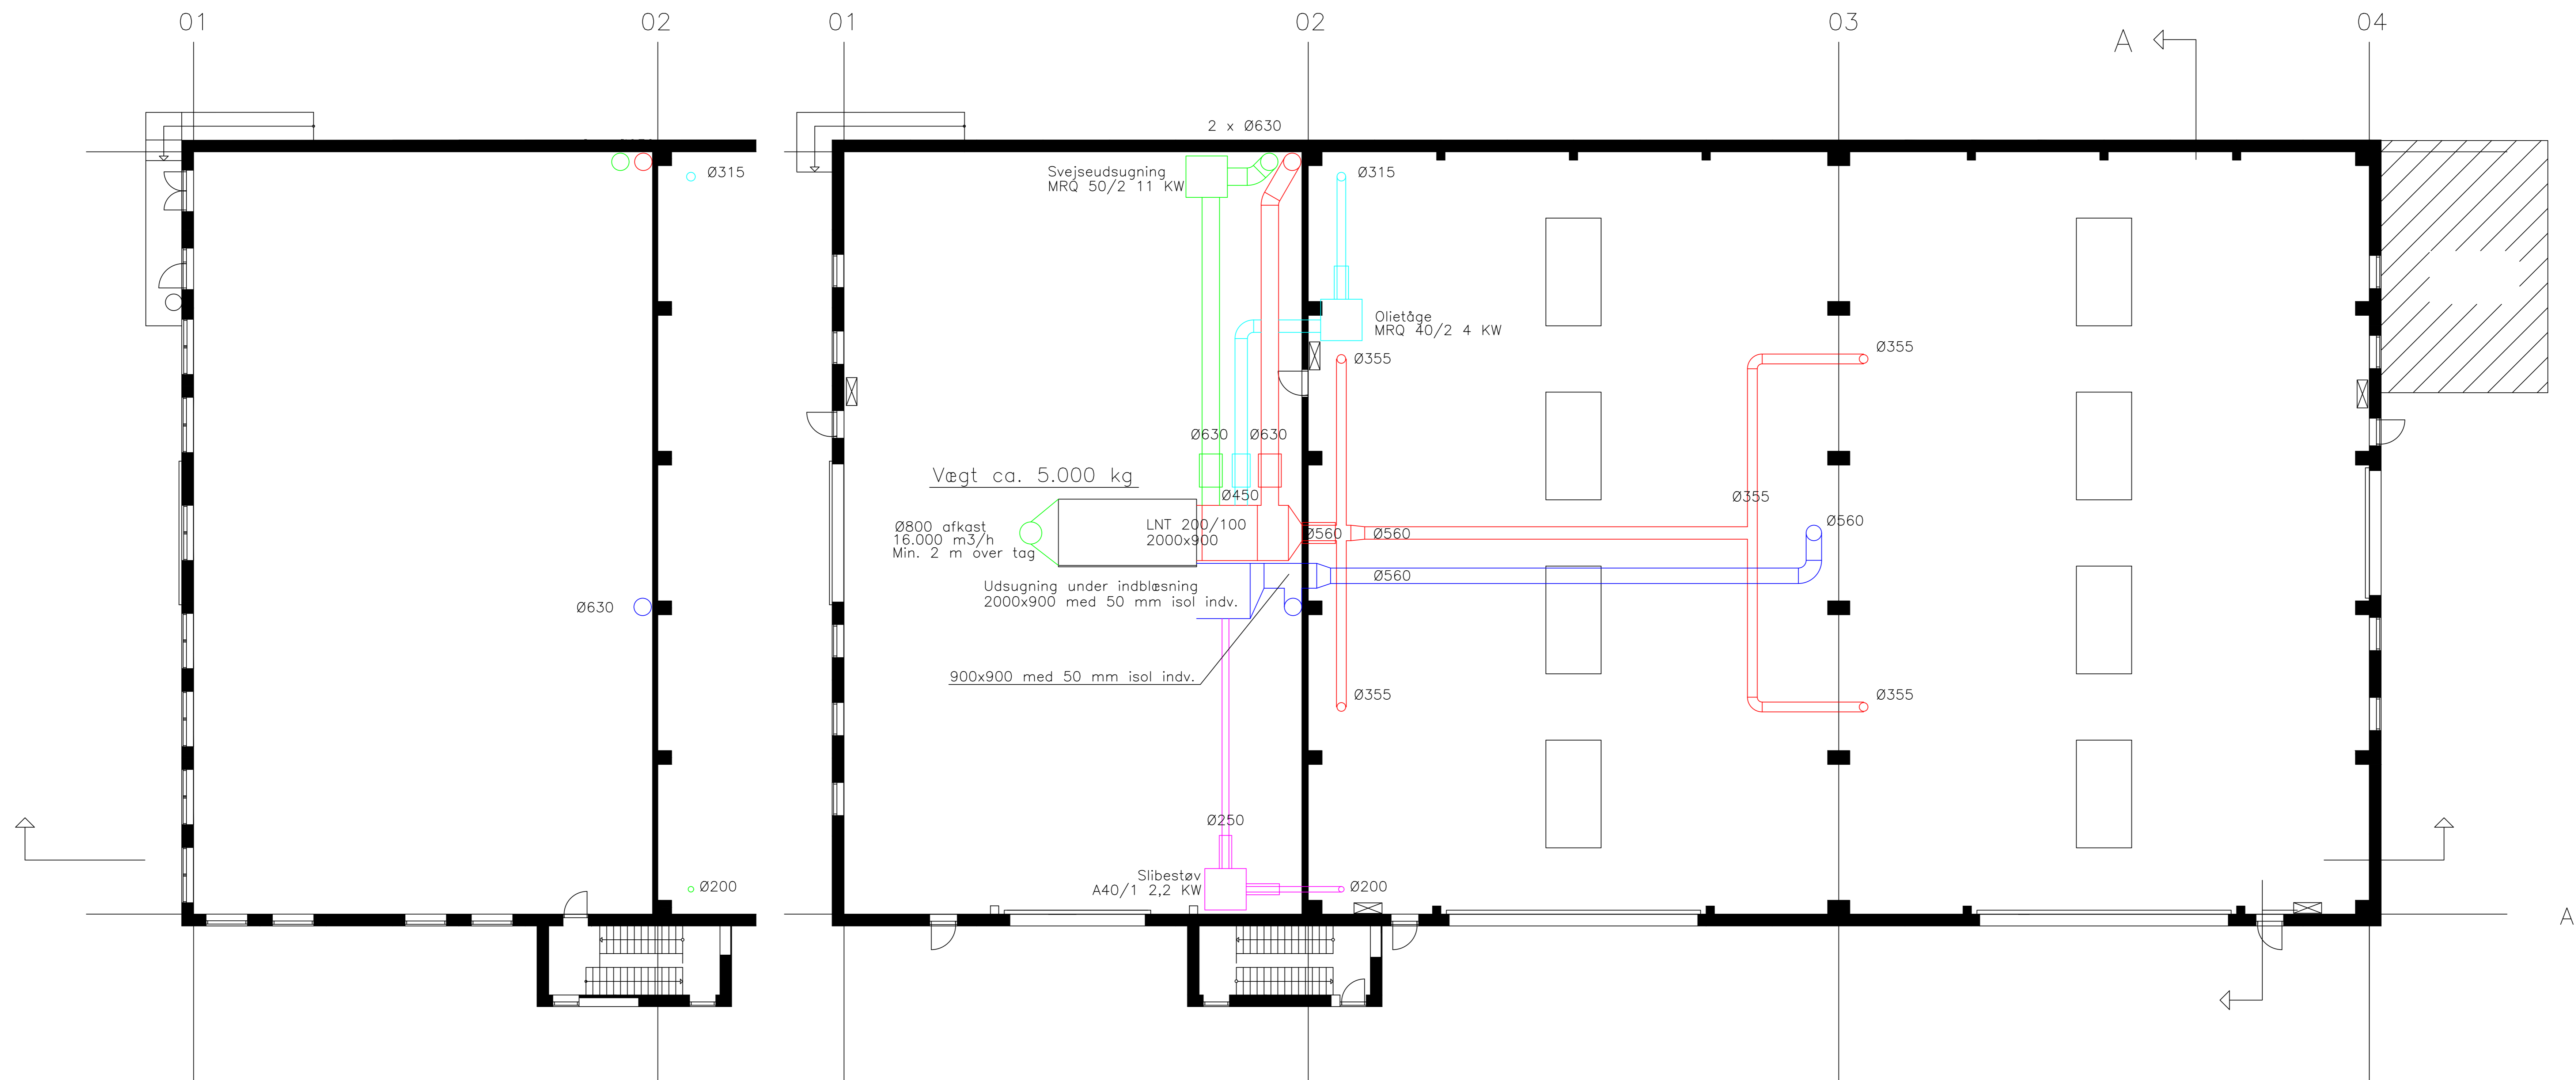 01
02
01
02
03
04
A
2 x Ø630
Ø315
Svejseudsugning
MRQ 50/2 11 KW
Ø315
Olietåge
MRQ 40/2 4 KW
Ø355
Ø355
Ø630
Ø630
Vægt ca. 5.000 kg
Ø450
Ø355
Ø800 afkast
16.000 m3/h
Min. 2 m over tag
LNT 200/100
2000x900
Ø560
Ø560
Ø560
Ø560
Udsugning under indblæsning
2000x900 med 50 mm isol indv.
Ø630
900x900 med 50 mm isol indv.
Ø355
Ø355
Ø250
Slibestøv
A40/1 2,2 KW
Ø200
Ø200
A